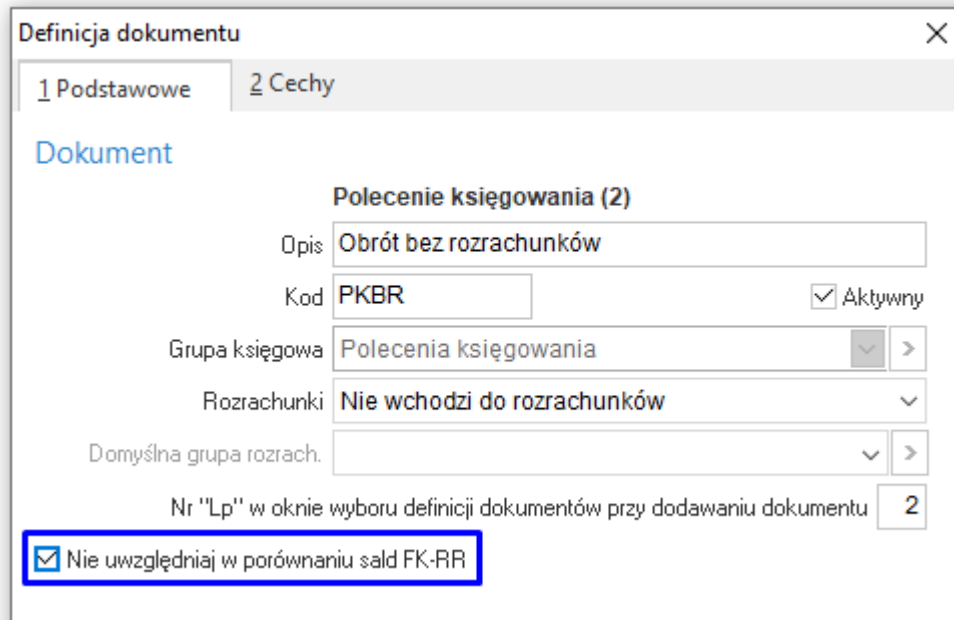 Definicja dokumentu
1 Podstawowe
2 Cechy
Dokument
Polecenie księgowania (2)
Opis Obrót bez rozrachunków
Kod PKBR Aktywny
Grupa księgowa Polecenia księgowania
Rozrachunki Nie wchodzi do rozrachunków
Domyślna grupa rozrach.
Nr "Lp" w oknie wyboru definicji dokumentów przy dodawaniu dokumentu 2
Nie uwzględniaj w porównaniu sald FK-RR